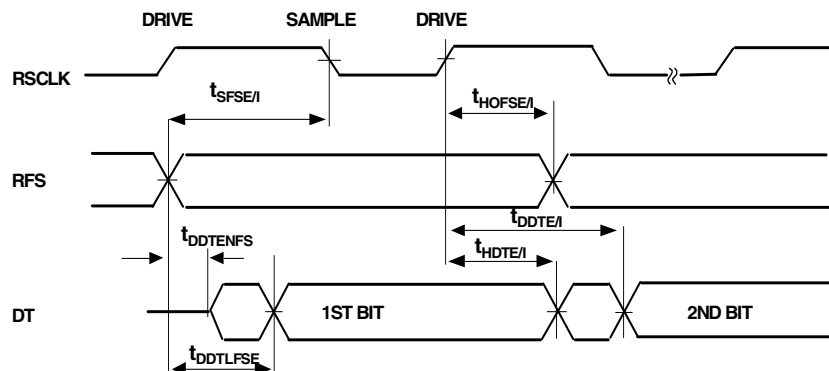 DRIVE SAMPLE DRIVE
RSCLK
tSFSE/I
tHOFSE/I
RFS
tDDTE/I
tDDTENFS
tHDTE/I
DT
1ST BIT
2ND BIT
tDDTLFSE